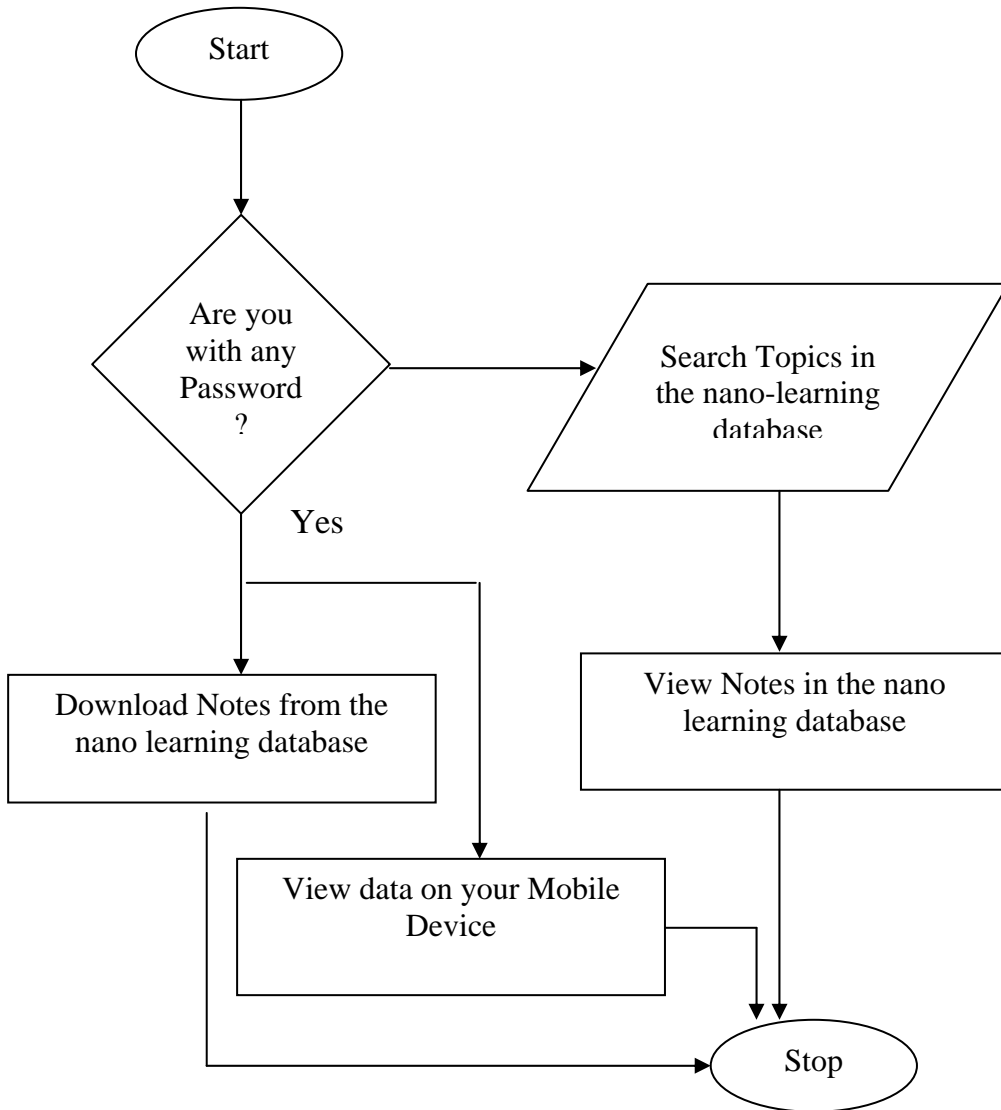 Start
Are you
with any
Password
?
Search Topics in
the nano-learning
database
Yes
Download Notes from the
nano learning database
View Notes in the nano
learning database
View data on your Mobile
Device
Stop